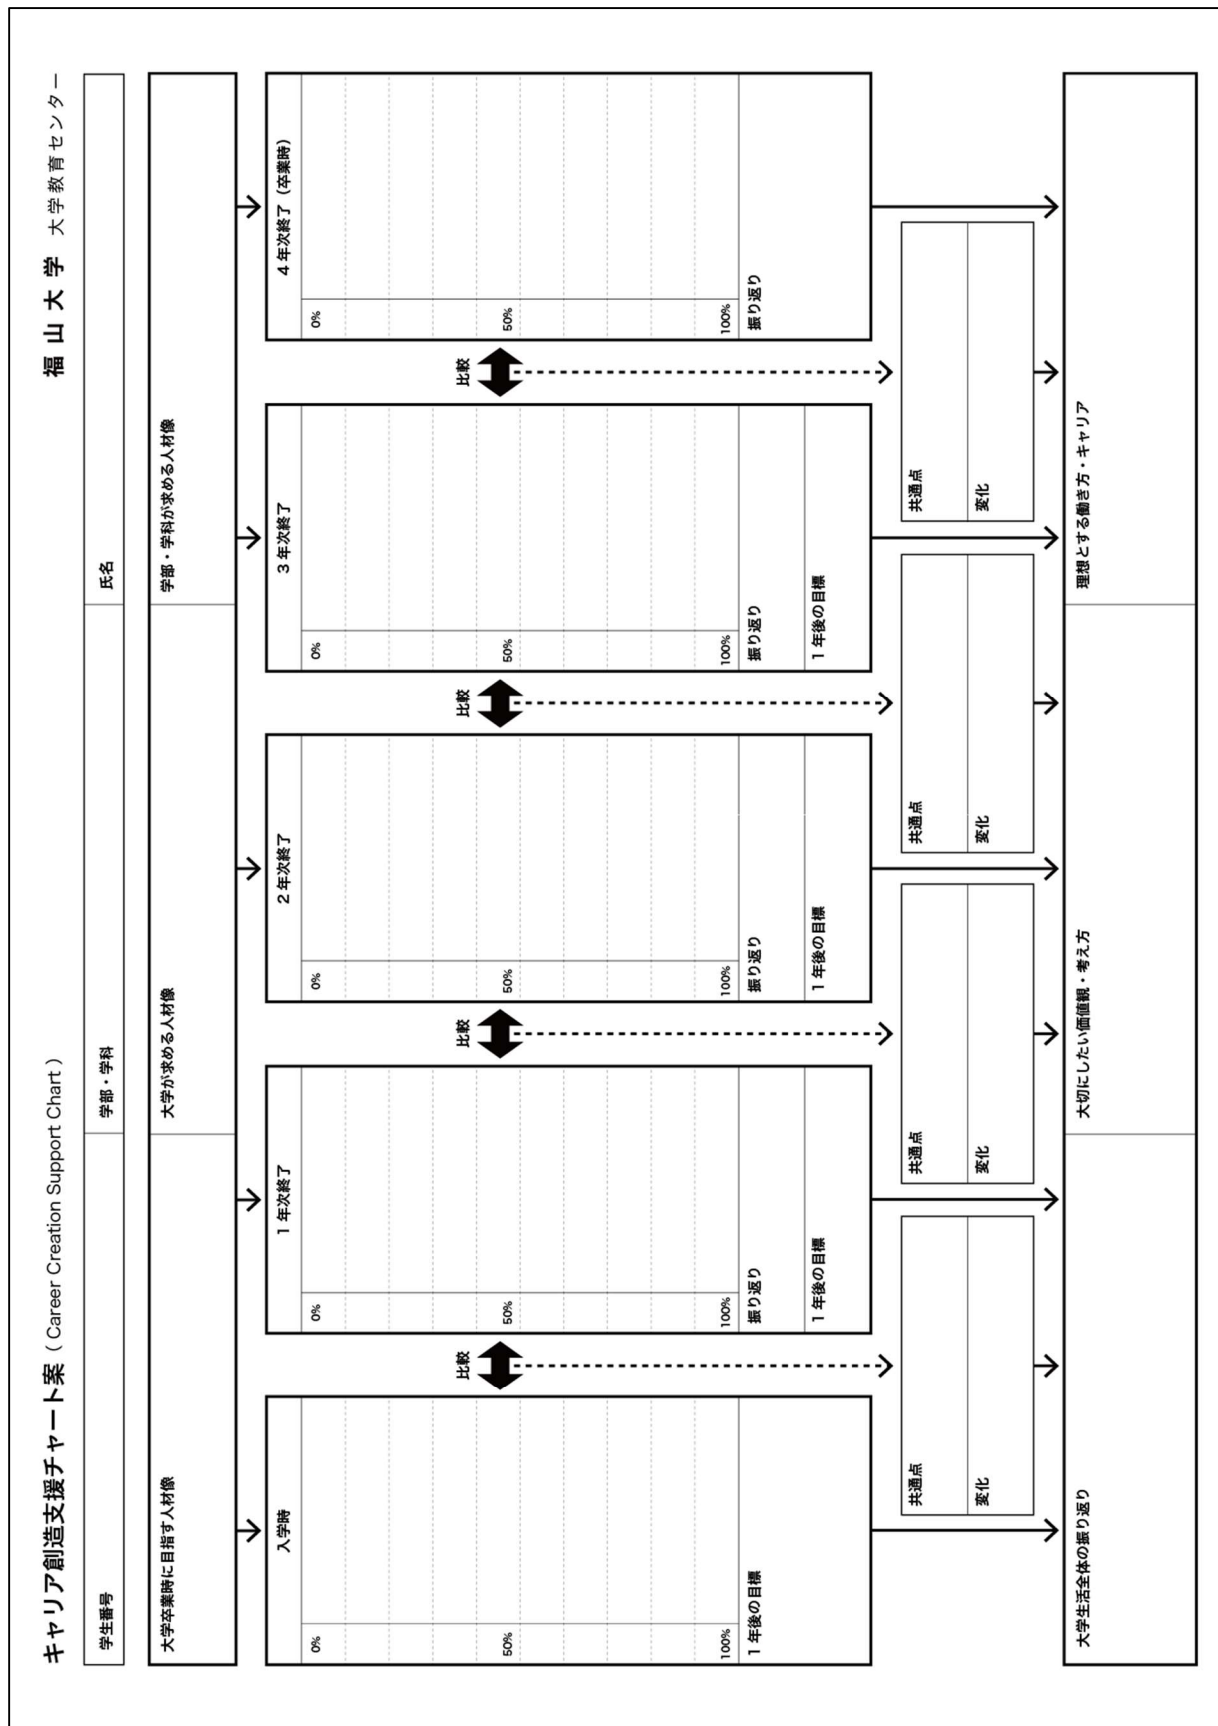 キャリア創造支援チャート案 ( Career Creation Support Chart )
福山大学 大学教育センター
学生番号
学部・学科
氏名
大学卒業時に目指す人材像
大学が求める人材像
学部・学科が求める人材像
入学時
0%
50%
100%
1 年後の目標
比較
1 年次終了
0%
50%
100%
振り返り
1 年後の目標
比較
2 年次終了
0%
50%
100%
振り返り
1 年後の目標
比較
3 年次終了
0%
50%
100%
振り返り
1 年後の目標
比較
4 年次終了（卒業時）
0%
50%
100%
振り返り
共通点
変化
共通点
変化
共通点
変化
共通点
変化
大学生活全体の振り返り
大切にしたい価値観・考え方
理想とする働き方・キャリア